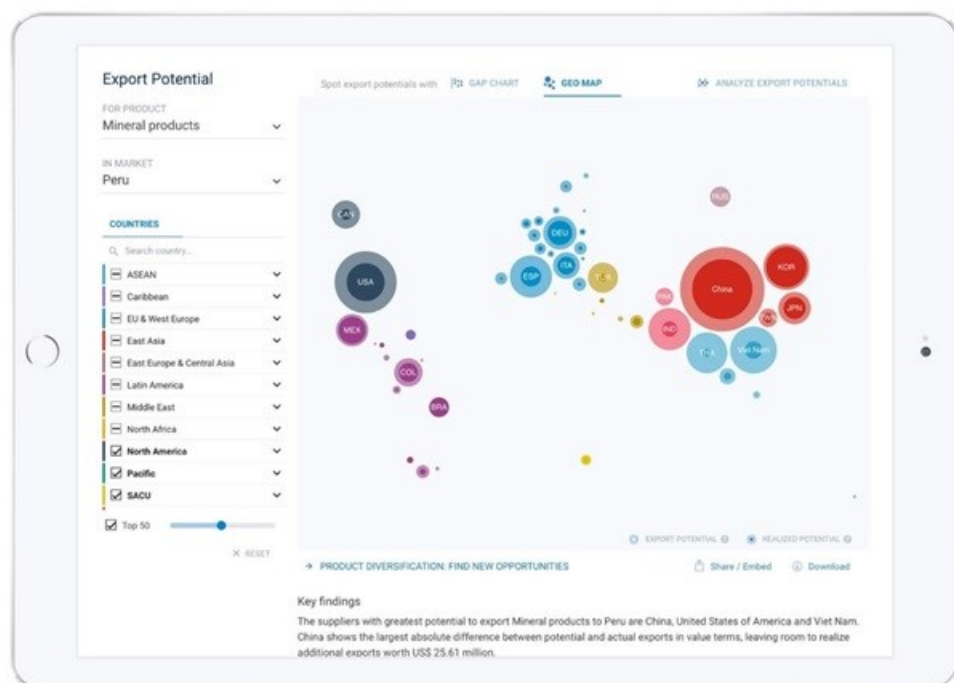 Export Potential
FOR PRODUCT
Mineral products
IN MARKET
Peru
COUNTRIES
Search country...
ASEAN
Caribbean
EU & West Europe
East Asia
East Europe & Central Asia
Latin America
Middle East
North Africa
North America
Pacific
SACU
Top 50
RESET
Spot export potentials with GAP CHART GEO MAP ANALYZE EXPORT POTENTIALS
CAN
USA
MEX
COL
BRA
DEU
ITA
ESP
TUR
RUS
China
KOR
JPN
TWN
PAK
IND
THA
Viet Nam
EXPORT POTENTIAL REALIZED POTENTIAL
PRODUCT DIVERSIFICATION: FIND NEW OPPORTUNITIES Share / Embed Download
Key findings
The suppliers with greatest potential to export Mineral products to Peru are China, United States of America and Viet Nam.
China shows the largest absolute difference between potential and actual exports in value terms, leaving room to realize
additional exports worth US$ 25.61 million.